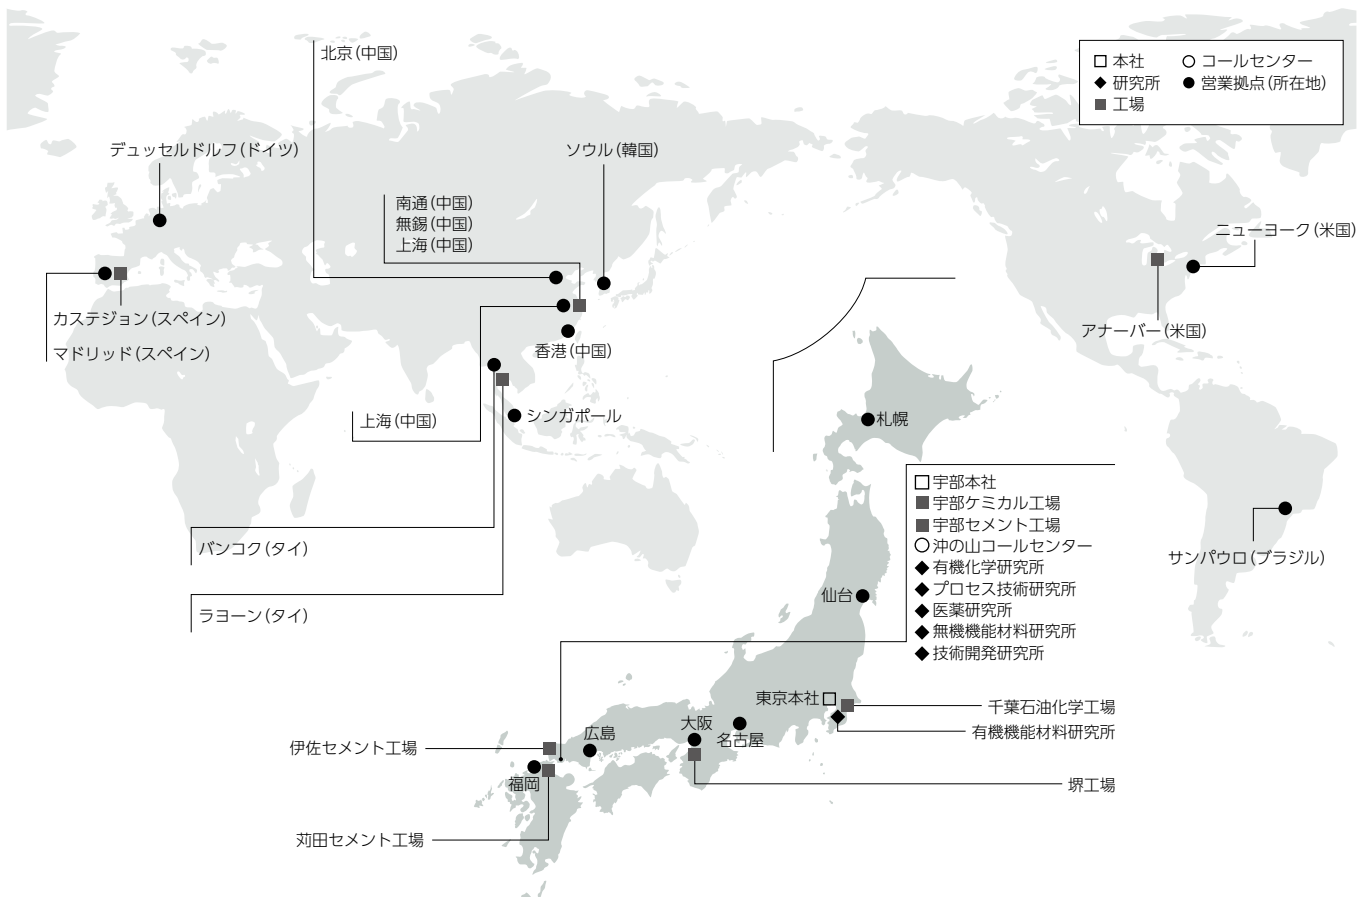 北京(中国)
□ 本社
○ コールセンター
◆ 研究所
● 営業拠点(所在地)
■ 工場
デュッセルドルフ(ドイツ)
ソウル(韓国)
南通(中国)
無錫(中国)
上海(中国)
ニューヨーク(米国)
カステジョン(スペイン)
マドリッド(スペイン)
アナーバー(米国)
香港(中国)
上海(中国)
シンガポール
札幌
バンコク(タイ)
ラヨーン(タイ)
サンパウロ(ブラジル)
□宇部本社
■宇部ケミカル工場
■宇部セメント工場
○沖の山コールセンター
◆有機化学研究所
◆プロセス技術研究所
◆医薬研究所
◆無機機能材料研究所
◆技術開発研究所
仙台
東京本社
千葉石油化学工場
有機機能材料研究所
大阪
名古屋
広島
伊佐セメント工場
福岡
堺工場
苅田セメント工場